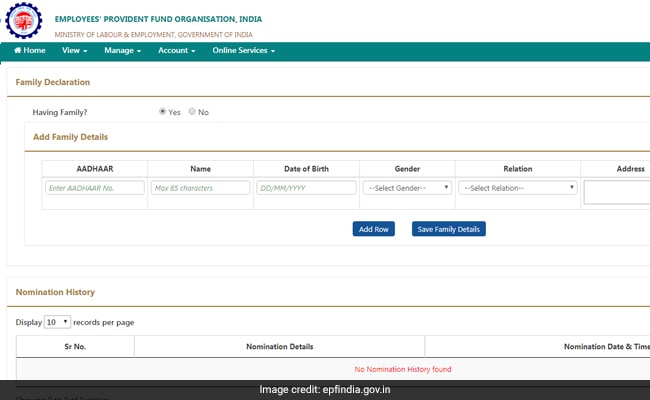 EMPLOYEES' PROVIDENT FUND ORGANISATION, INDIA
MINISTRY OF LABOUR & EMPLOYMENT, GOVERNMENT OF INDIA
Home View Manage Account Online Services
Family Declaration
Having Family? Yes No
Add Family Details
AADHAAR Name Date of Birth Gender Relation Address
Enter AADHAAR No. Max 85 characters DD/MM/YYYY --Select Gender-- --Select Relation--
Add Row Save Family Details
Nomination History
Display 10 records per page
Sr No. Nomination Details Nomination Date & Time
No Nomination History found
Image credit: epfindia.gov.in